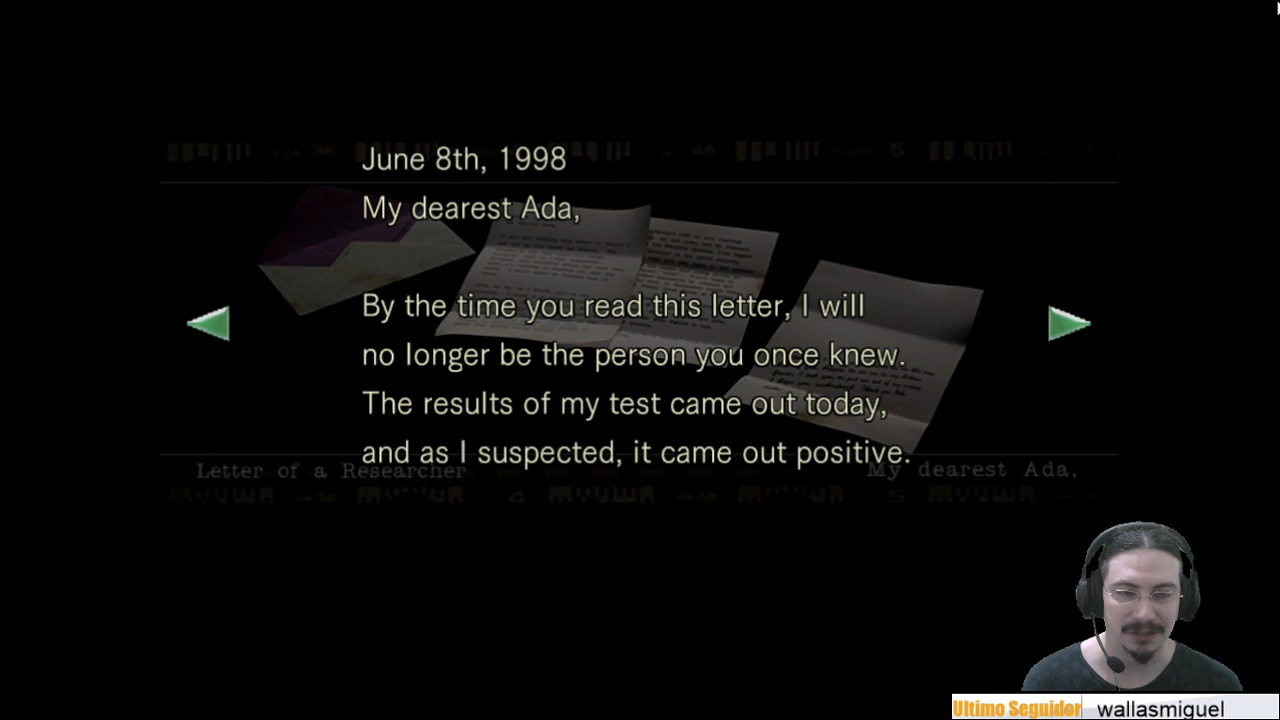 June 8th, 1998
My dearest Ada,
By the time you read this letter, I will
no longer be the person you once knew.
The results of my test came out today,
and as I suspected, it came out positive.
Letter of a Researcher
My dearest Ada,
Ultimo Seguidor wallasmiguel